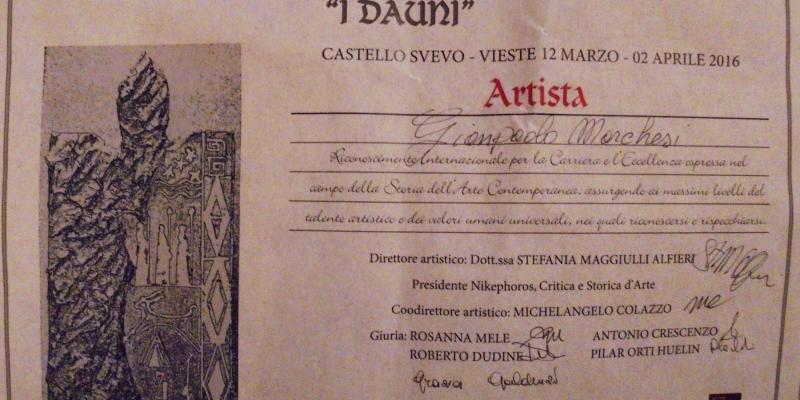 "I DAUNI"
CASTELLO SVEVO - VIESTE 12 MARZO - 02 APRILE 2016
Artista
Gianpaolo Marchesi
Riconoscimento Internazionale per la Carriera e l'Eccellenza espressa nel
campo della Storia dell'Arte Contemporanea, assurgendo ai massimi livelli del
talento artistico e dei valori umani universali, nei quali riconoscersi e rispecchiarsi.
Direttore artistico: Dott.ssa STEFANIA MAGGIULLI ALFIERI
Presidente Nikephoros, Critica e Storica d'Arte
Coodirettore artistico: MICHELANGELO COLAZZO
Giuria: ROSANNA MELE ANTONIO CRESCENZO
ROBERTO DUDINE PILAR ORTI HUELIN